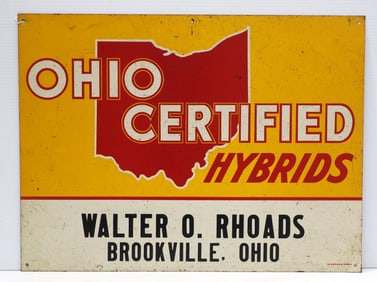 OHIO
CERTIFIED
HYBRIDS
WALTER O. RHOADS
BROOKVILLE, OHIO